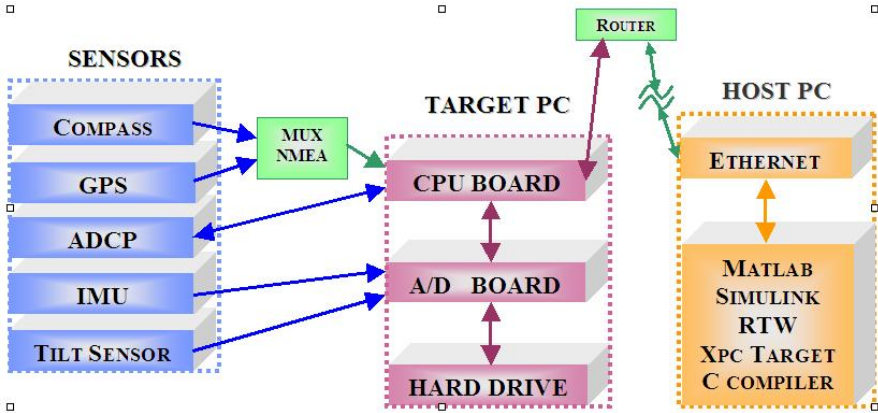 SENSORS
COMPASS
GPS
ADCP
IMU
TILT SENSOR
MUX
NMEA
TARGET PC
CPU BOARD
A/D BOARD
HARD DRIVE
ROUTER
HOST PC
ETHERNET
MATLAB
SIMULINK
RTW
XPC TARGET
C COMPILER